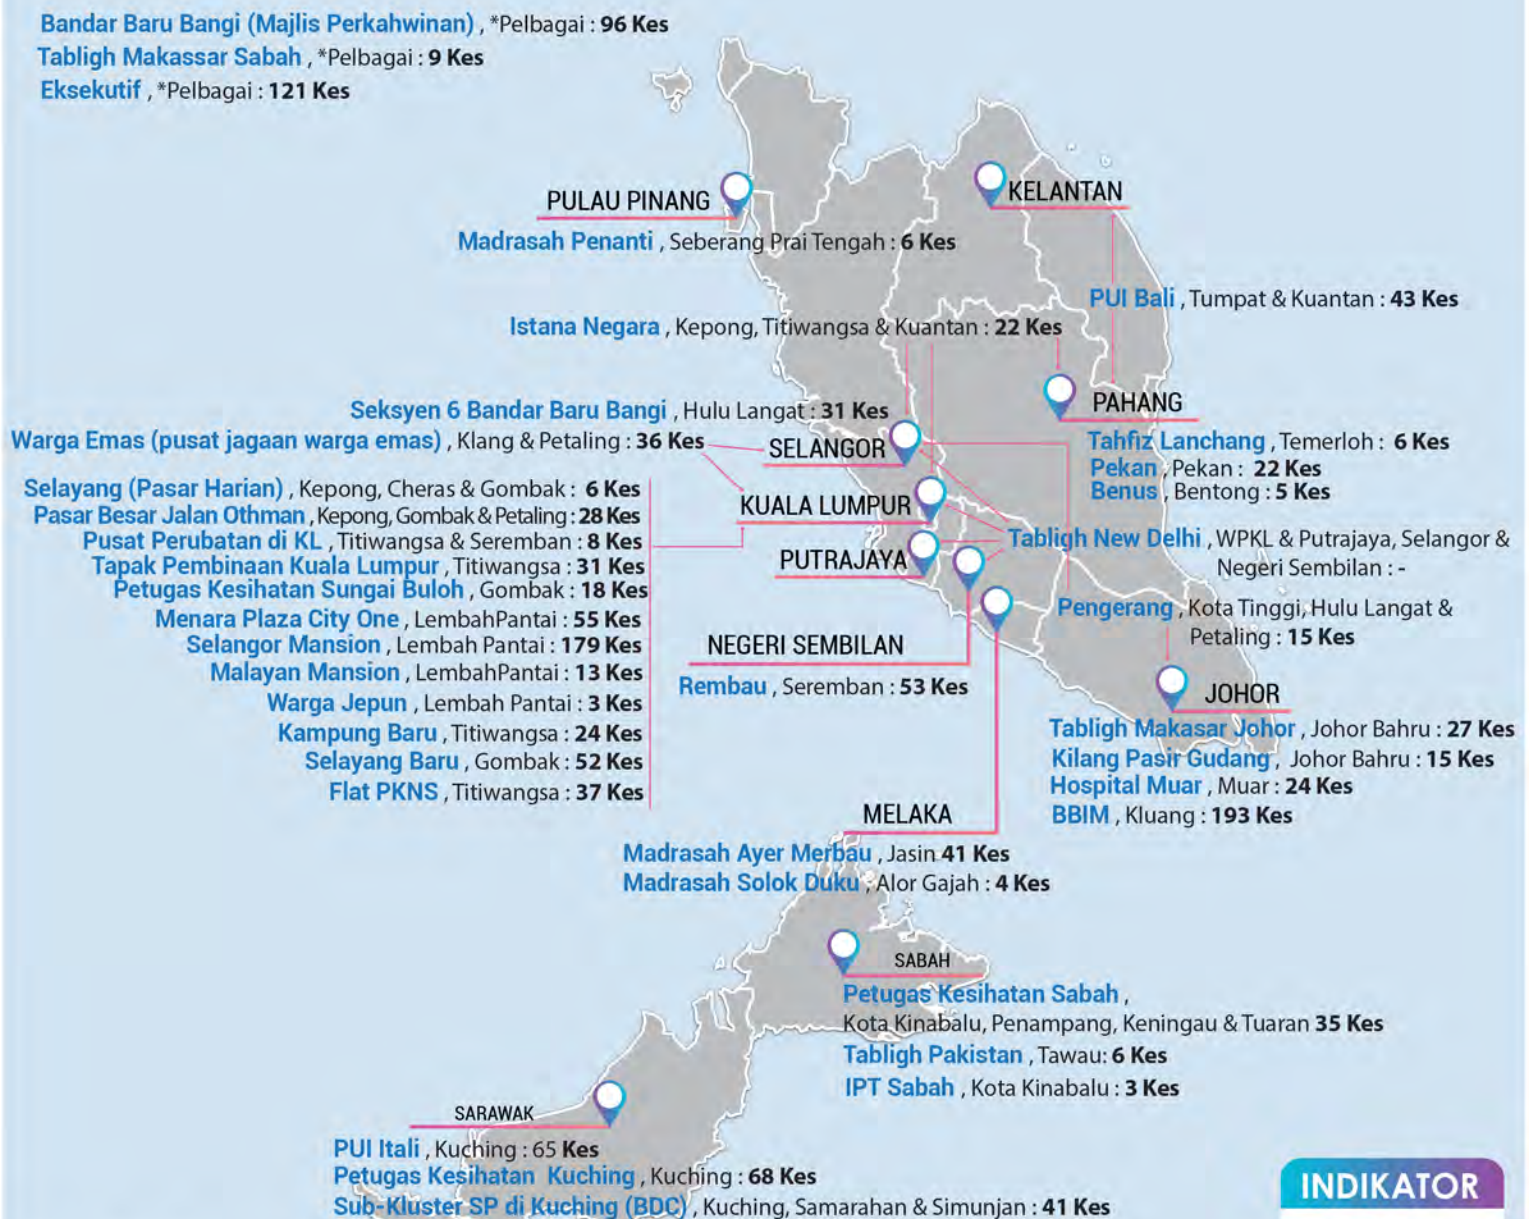 Bandar Baru Bangi (Majlis Perkahwinan) , *Pelbagai : 96 Kes
Tabligh Makassar Sabah , *Pelbagai : 9 Kes
Eksekutif , *Pelbagai : 121 Kes
PULAU PINANG
Madrasah Penanti , Seberang Prai Tengah : 6 Kes
KELANTAN
PUI Bali , Tumpat & Kuantan : 43 Kes
Istana Negara , Kepong, Titiwangsa & Kuantan : 22 Kes
PAHANG
Tahfiz Lanchang , Temerloh : 6 Kes
Pekan , Pekan : 22 Kes
Benus , Bentong : 5 Kes
Seksyen 6 Bandar Baru Bangi , Hulu Langat : 31 Kes
Warga Emas (pusat jagaan warga emas) , Klang & Petaling : 36 Kes
SELANGOR
KUALA LUMPUR
PUTRAJAYA
Selayang (Pasar Harian) , Kepong, Cheras & Gombak : 6 Kes
Pasar Besar Jalan Othman , Kepong, Gombak & Petaling : 28 Kes
Pusat Perubatan di KL , Titiwangsa & Seremban : 8 Kes
Tapak Pembinaan Kuala Lumpur , Titiwangsa : 31 Kes
Petugas Kesihatan Sungai Buloh , Gombak : 18 Kes
Menara Plaza City One , LembahPantai : 55 Kes
Selangor Mansion , Lembah Pantai : 179 Kes
Malayan Mansion , LembahPantai : 13 Kes
Warga Jepun , Lembah Pantai : 3 Kes
Kampung Baru , Titiwangsa : 24 Kes
Selayang Baru , Gombak : 52 Kes
Flat PKNS , Titiwangsa : 37 Kes
Tabligh New Delhi , WPKL & Putrajaya, Selangor &
Negeri Sembilan : -
Pengerang , Kota Tinggi, Hulu Langat &
Petaling : 15 Kes
NEGERI SEMBILAN
Rembau , Seremban : 53 Kes
JOHOR
Tabligh Makasar Johor , Johor Bahru : 27 Kes
Kilang Pasir Gudang , Johor Bahru : 15 Kes
Hospital Muar , Muar : 24 Kes
BBIM , Kluang : 193 Kes
MELAKA
Madrasah Ayer Merbau , Jasin 41 Kes
Madrasah Solok Duku , Alor Gajah : 4 Kes
SABAH
Petugas Kesihatan Sabah ,
Kota Kinabalu, Penampang, Keningau & Tuaran 35 Kes
Tabligh Pakistan , Tawau: 6 Kes
IPT Sabah , Kota Kinabalu : 3 Kes
SARAWAK
PUI Itali , Kuching : 65 Kes
Petugas Kesihatan Kuching , Kuching : 68 Kes
Sub-Kluster SP di Kuching (BDC) , Kuching, Samarahan & Simunjan : 41 Kes
INDIKATOR